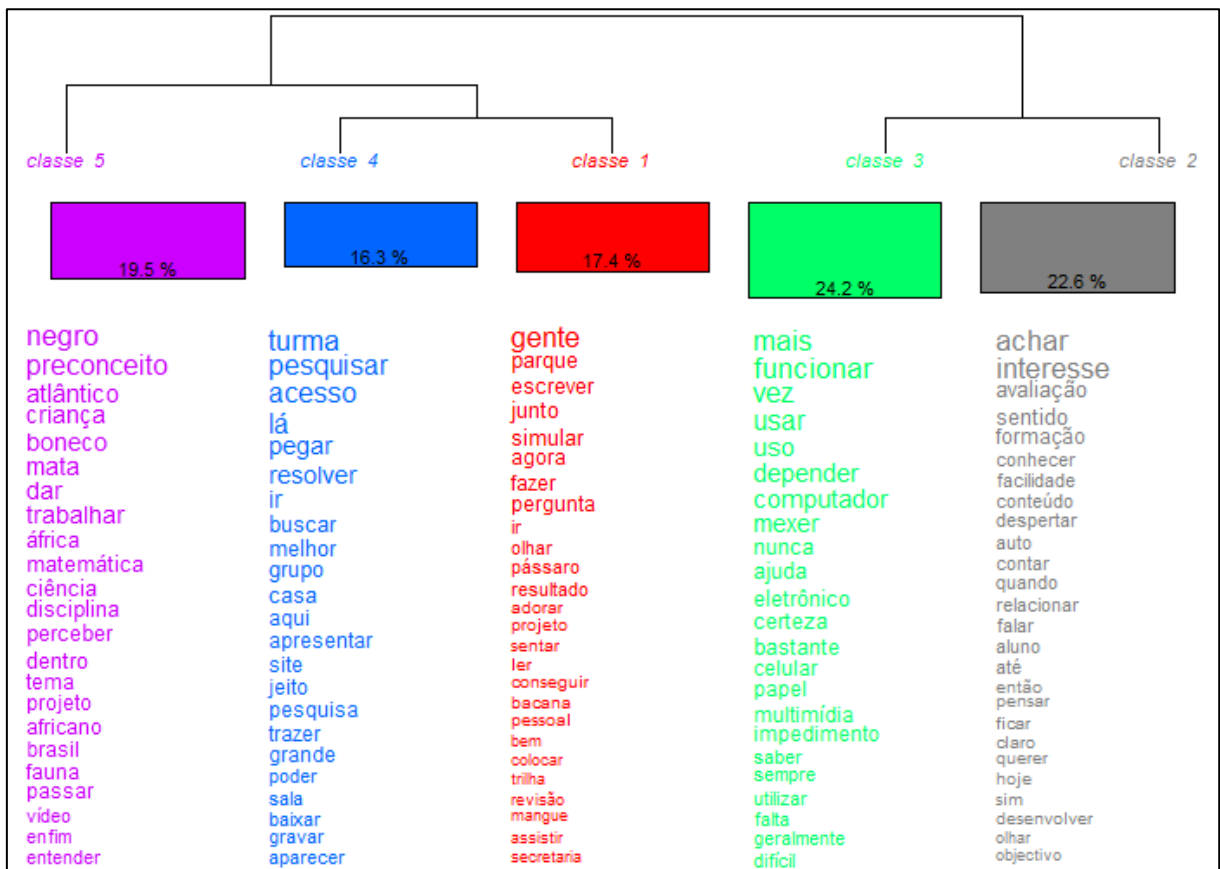 classe 5
classe 4
classe 1
classe 3
classe 2
19.5 %
16.3 %
17.4 %
24.2 %
22.6 %
negro
preconceito
atlântico
criança
boneco
mata
dar
trabalhar
áfrica
matemática
ciência
disciplina
perceber
dentro
tema
projeto
africano
brasil
fauna
passar
vídeo
enfim
entender
turma
pesquisar
acesso
lá
pegar
resolver
ir
buscar
melhor
grupo
casa
aqui
apresentar
site
jeito
pesquisa
trazer
grande
poder
sala
baixar
gravar
aparecer
gente
parque
escrever
junto
simular
agora
fazer
pergunta
ir
olhar
pássaro
resultado
adorar
projeto
sentar
ler
conseguir
bacana
pessoal
bem
colocar
trilha
revisão
mangue
assistir
secretaria
mais
funcionar
vez
usar
uso
depender
computador
mexer
nunca
ajuda
eletrônico
certeza
bastante
celular
papel
multimídia
impedimento
saber
sempre
utilizar
falta
geralmente
difícil
achar
interesse
avaliação
sentido
formação
conhecer
facilidade
conteúdo
despertar
auto
contar
quando
relacionar
falar
aluno
até
então
pensar
ficar
claro
querer
hoje
sim
desenvolver
olhar
objectivo